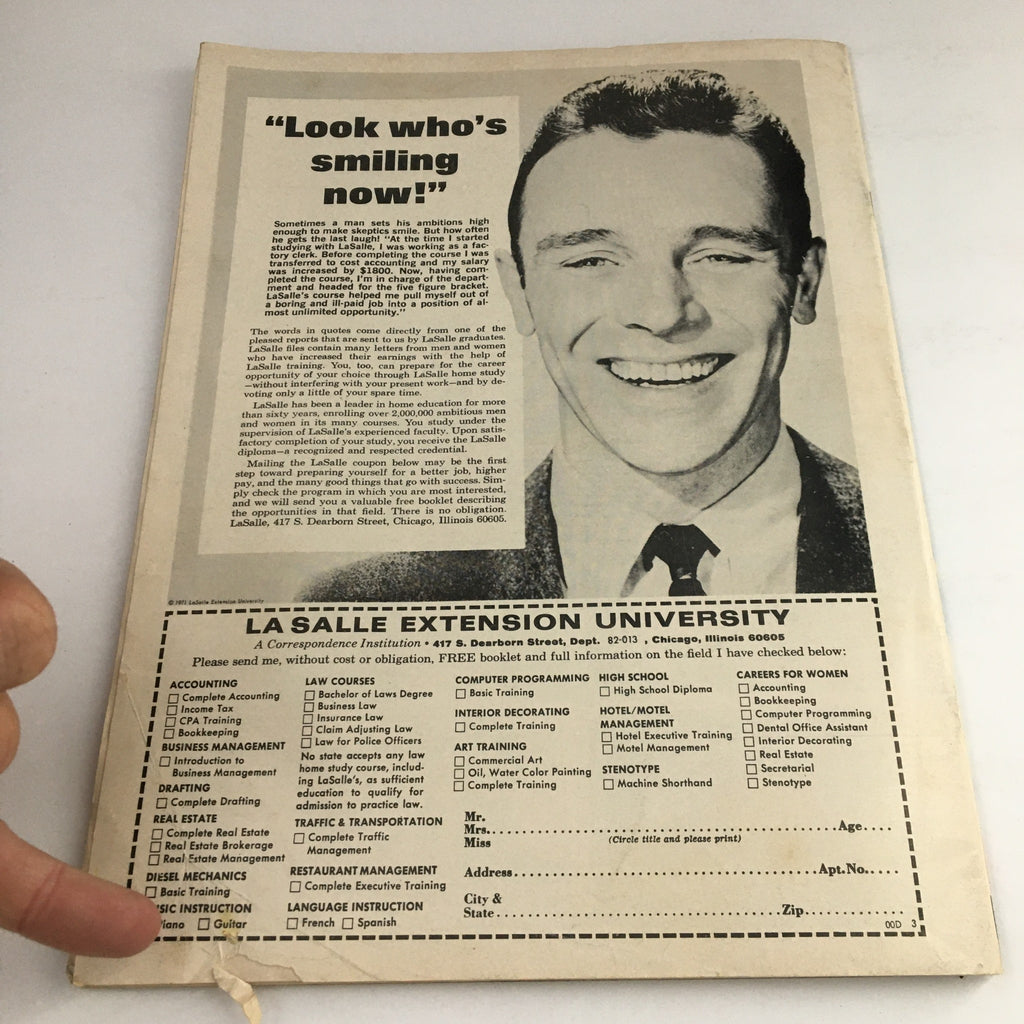 “Look who’s
smiling
now!”
Sometimes a man sets his ambitions high
enough to make skeptics smile. But how often
he gets the last laugh! “At the time I started
studying with LaSalle, I was working as a fac-
tory clerk. Before completing the course I was
transferred to cost accounting and my salary
was increased by $1800. Now, having com-
pleted the course, I’m in charge of the depart-
ment and headed for the five figure bracket.
LaSalle’s course helped me pull myself out of
a boring and ill-paid job into a position of al-
most unlimited opportunity.”
The words in quotes come directly from one of the
pleased reports that are sent to us by LaSalle graduates.
LaSalle files contain many letters from men and women
who have increased their earnings with the help of
LaSalle training. You, too, can prepare for the career
opportunity of your choice through LaSalle home study
—without interfering with your present work—and by de-
voting only a little of your spare time.
LaSalle has been a leader in home education for more
than sixty years, enrolling over 2,000,000 ambitious men
and women in its many courses. You study under the
supervision of LaSalle’s experienced faculty. Upon satis-
factory completion of your study, you receive the LaSalle
diploma—a recognized and respected credential.
Mailing the LaSalle coupon below may be the first
step toward preparing yourself for a better job, higher
pay, and the many good things that go with success. Sim-
ply check the program in which you are most interested,
and we will send you a valuable free booklet describing
the opportunities in that field. There is no obligation.
LaSalle, 417 S. Dearborn Street, Chicago, Illinois 60605.
LaSalle Extension University
LA SALLE EXTENSION UNIVERSITY
A Correspondence Institution • 417 S. Dearborn Street, Dept. 82-013 , Chicago, Illinois 60605
Please send me, without cost or obligation, FREE booklet and full information on the field I have checked below:
ACCOUNTING
□ Complete Accounting
□ Income Tax
□ CPA Training
□ Bookkeeping
BUSINESS MANAGEMENT
□ Introduction to
Business Management
DRAFTING
□ Complete Drafting
REAL ESTATE
□ Complete Real Estate
□ Real Estate Brokerage
□ Real Estate Management
DIESEL MECHANICS
□ Basic Training
SIC INSTRUCTION
iano □ Guitar
LAW COURSES
□ Bachelor of Laws Degree
□ Business Law
□ Insurance Law
□ Claim Adjusting Law
□ Law for Police Officers
No state accepts any law
home study course, includ-
ing LaSalle’s, as sufficient
education to qualify for
admission to practice law.
TRAFFIC & TRANSPORTATION
□ Complete Traffic
Management
RESTAURANT MANAGEMENT
□ Complete Executive Training
LANGUAGE INSTRUCTION
□ French □ Spanish
COMPUTER PROGRAMMING
□ Basic Training
INTERIOR DECORATING
□ Complete Training
ART TRAINING
□ Commercial Art
□ Oil, Water Color Painting
□ Complete Training
HIGH SCHOOL
□ High School Diploma
HOTEL/MOTEL
MANAGEMENT
□ Hotel Executive Training
□ Motel Management
STENOTYPE
□ Machine Shorthand
CAREERS FOR WOMEN
□ Accounting
□ Bookkeeping
□ Computer Programming
□ Dental Office Assistant
□ Interior Decorating
□ Real Estate
□ Secretarial
□ Stenotype
Mr.
Mrs. Age
Miss (Circle title and please print)
Address Apt. No.
City &
State Zip
00D 3